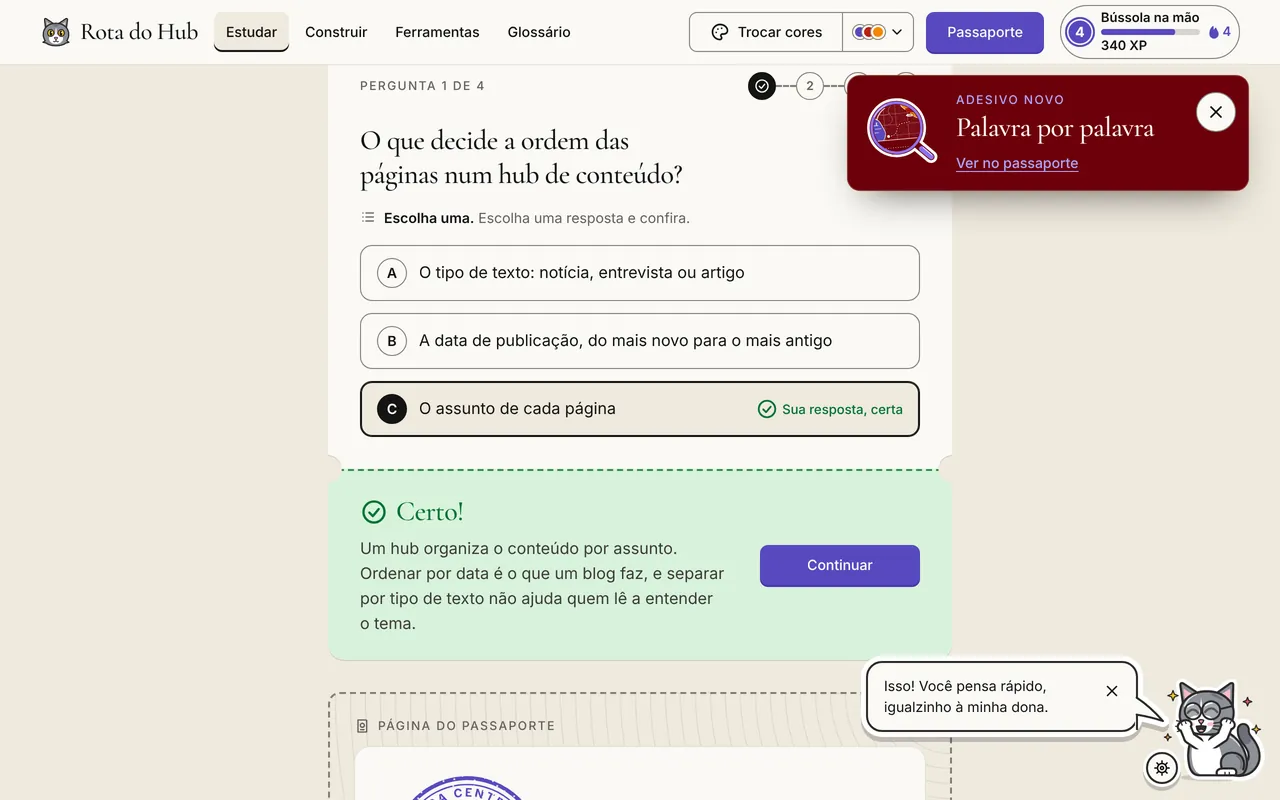 Rota do Hub
Estudar
Construir
Ferramentas
Glossário
Trocar cores
Passaporte
4
Bússola na mão
340 XP
4
PERGUNTA 1 DE 4
2
ADESIVO NOVO
Palavra por palavra
Ver no passaporte
O que decide a ordem das
páginas num hub de conteúdo?
Escolha uma. Escolha uma resposta e confira.
A O tipo de texto: notícia, entrevista ou artigo
B A data de publicação, do mais novo para o mais antigo
C O assunto de cada página
Sua resposta, certa
Certo!
Um hub organiza o conteúdo por assunto.
Ordenar por data é o que um blog faz, e separar
por tipo de texto não ajuda quem lê a entender
o tema.
Continuar
Isso! Você pensa rápido,
igualzinho à minha dona.
PÁGINA DO PASSAPORTE